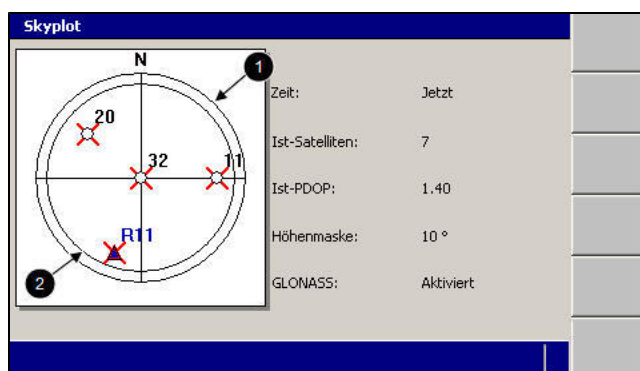 Skyplot
N
1
20
32
11
R11
2
Zeit: Jetzt
Ist-Satelliten: 7
Ist-PDOP: 1.40
Höhenmaske: 10 °
GLONASS: Aktiviert